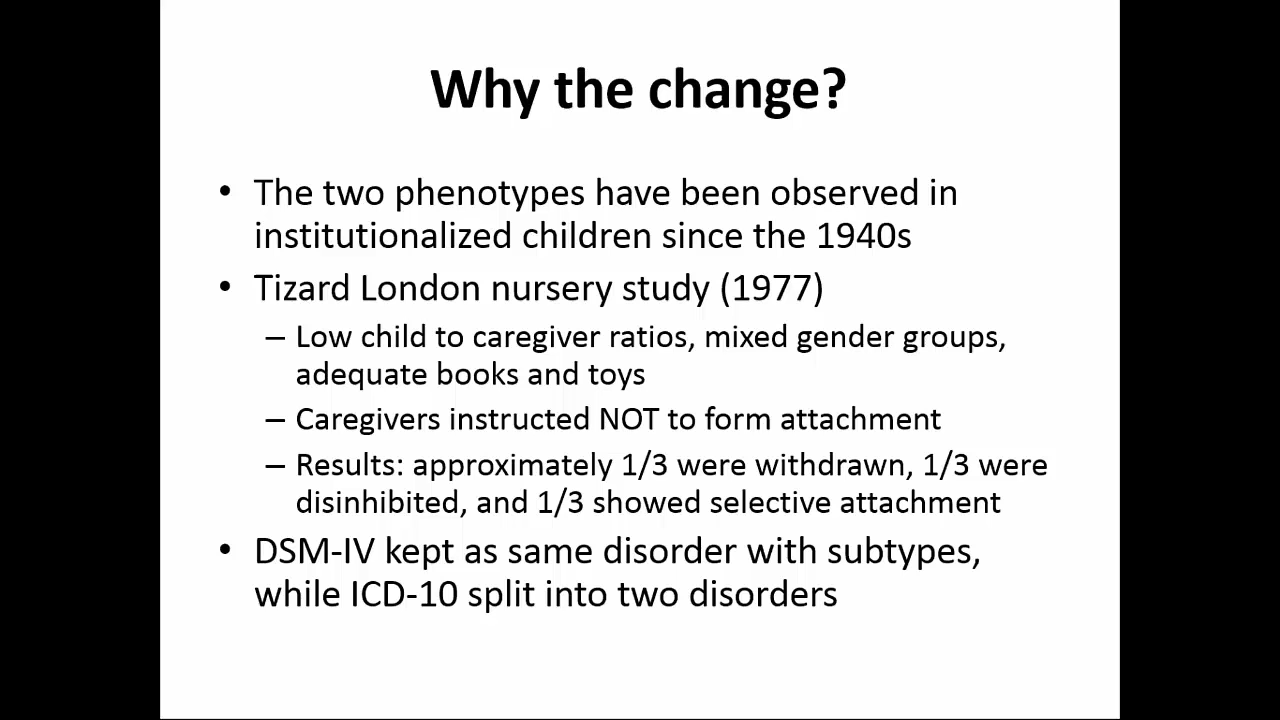 Why the change?
• The two phenotypes have been observed in
institutionalized children since the 1940s
• Tizard London nursery study (1977)
– Low child to caregiver ratios, mixed gender groups,
adequate books and toys
– Caregivers instructed NOT to form attachment
– Results: approximately 1/3 were withdrawn, 1/3 were
disinhibited, and 1/3 showed selective attachment
• DSM-IV kept as same disorder with subtypes,
while ICD-10 split into two disorders